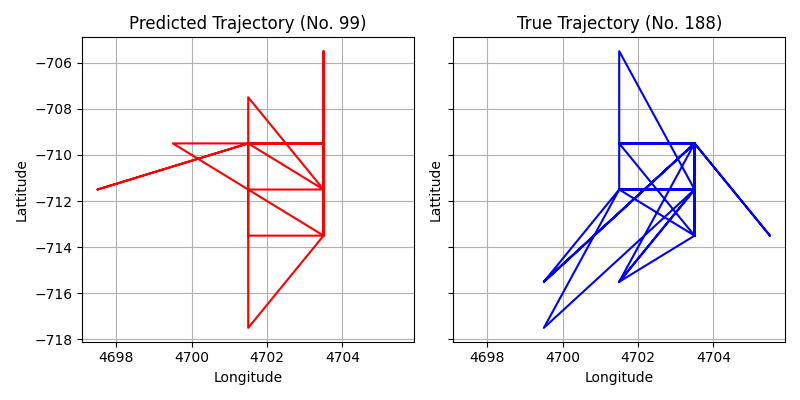 Predicted Trajectory (No. 99)
True Trajectory (No. 188)
Lattitude
−706
−708
−710
−712
−714
−716
−718
4698
4700
4702
4704
Longitude
Lattitude
4698
4700
4702
4704
Longitude